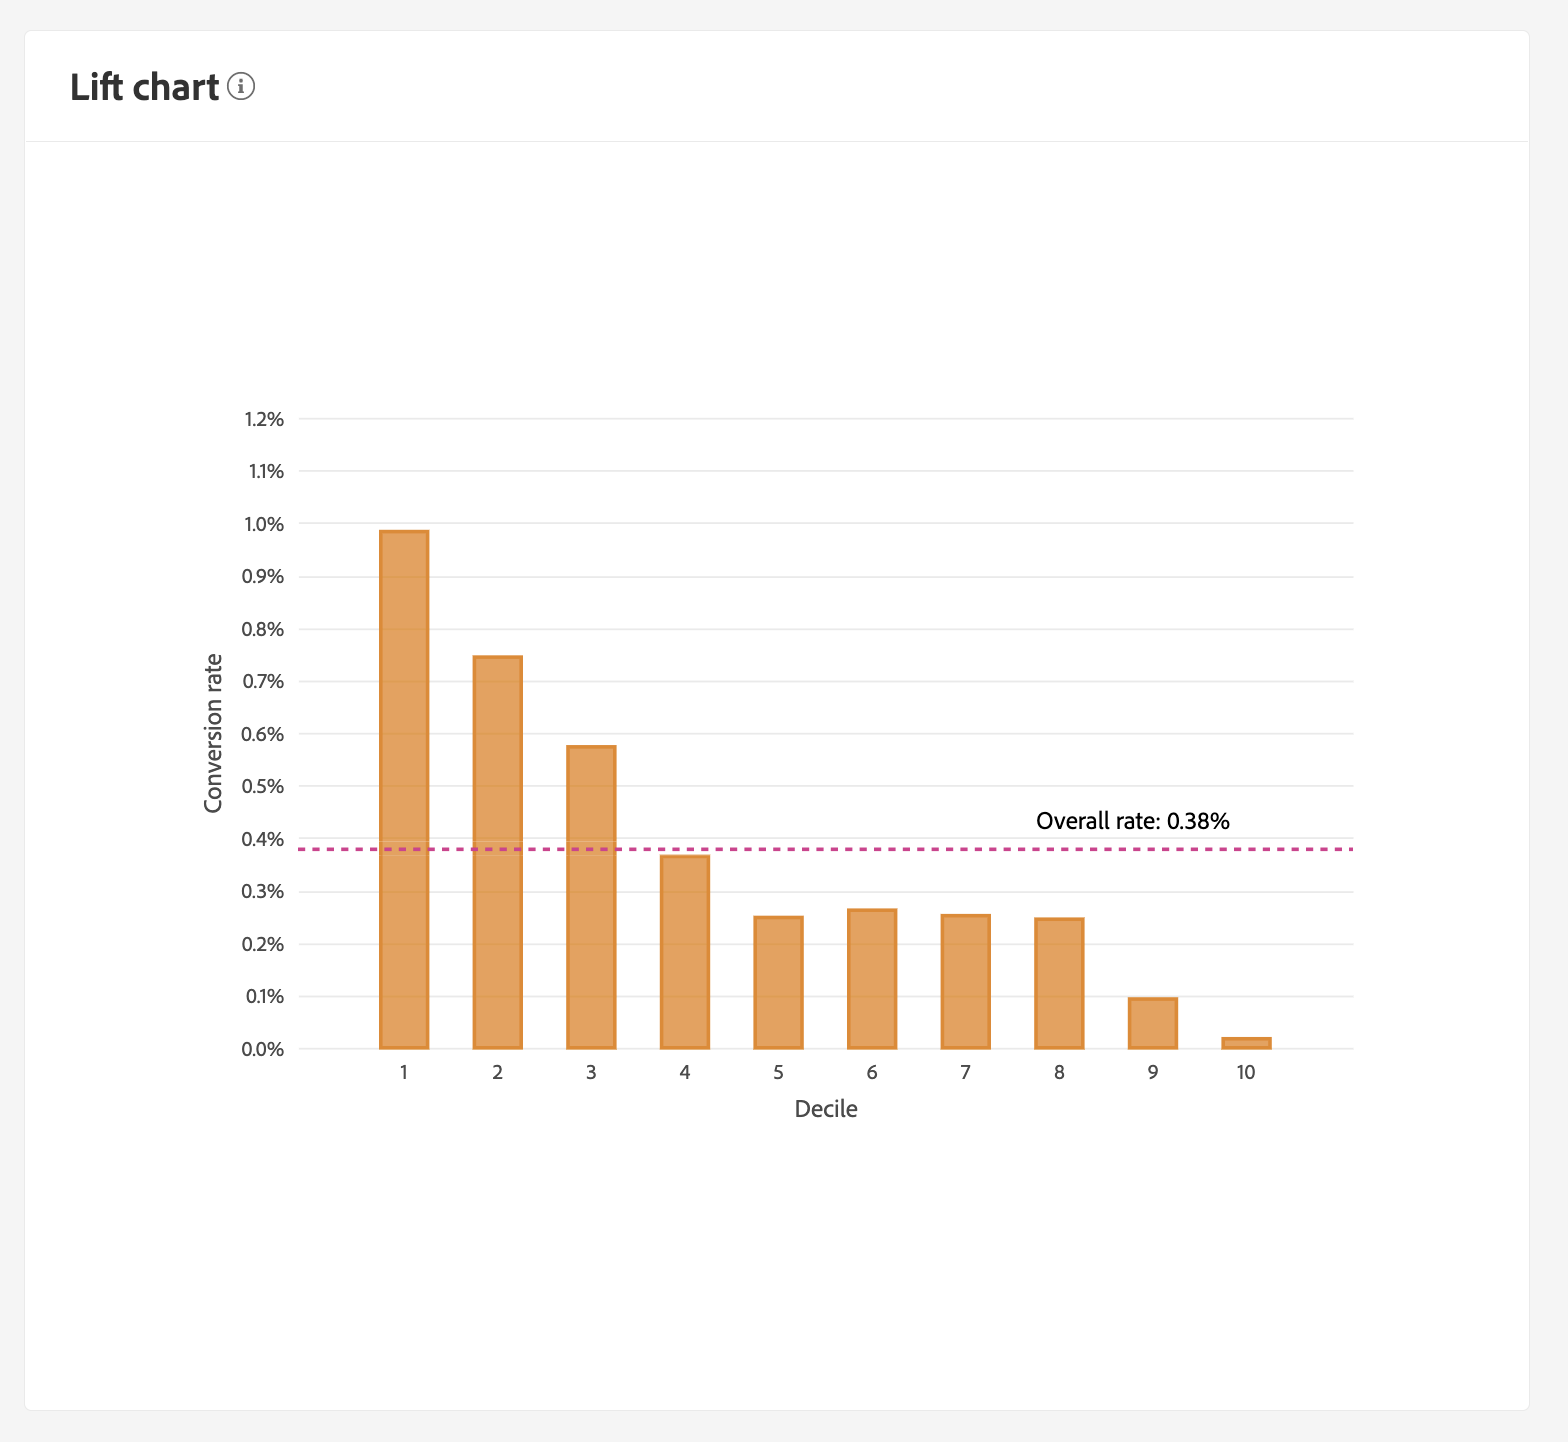 Lift chart
1.2%
1.1%
1.0%
0.9%
0.8%
0.7%
0.6%
0.5%
0.4%
0.3%
0.2%
0.1%
0.0%
Conversion rate
Overall rate: 0.38%
1 2 3 4 5 6 7 8 9 10
Decile